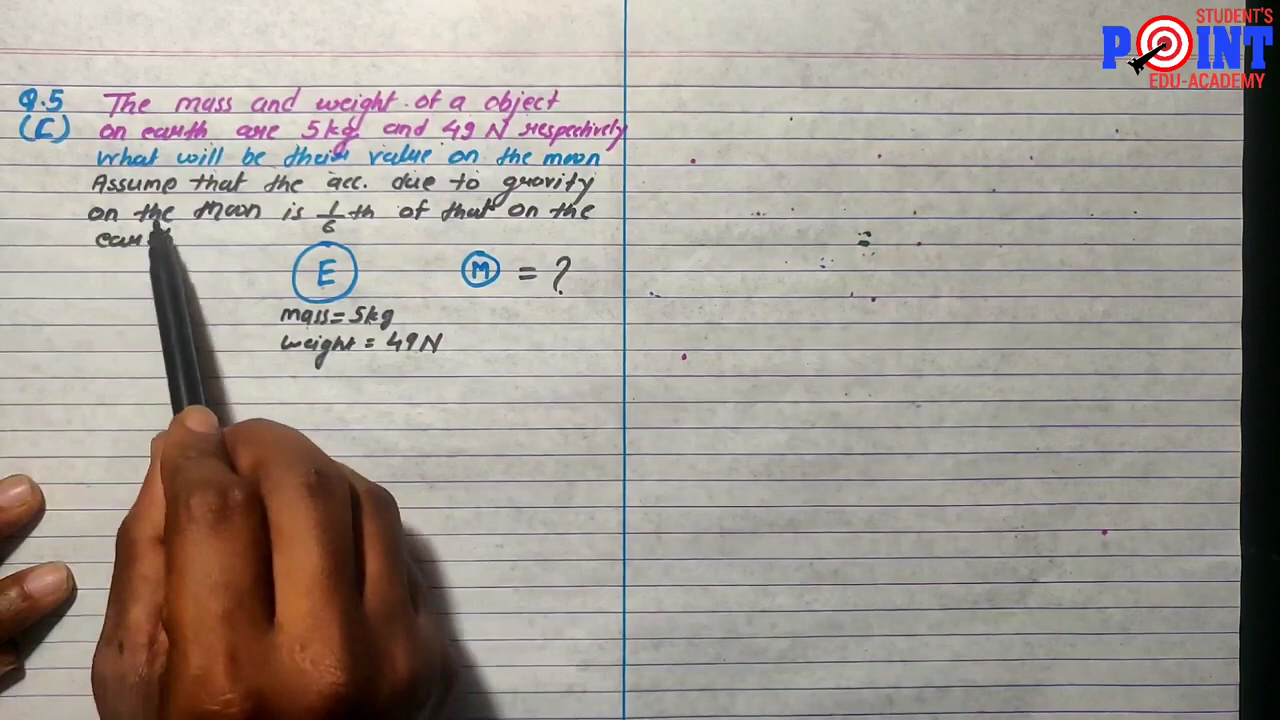 STUDENT'S
POINT
EDU-ACADEMY
Q.5 The mass and weight of a object
(C) on earth are 5kg and 49 N respectively
what will be their value on the moon
Assume that the acc. due to gravity
on the Moon is 1/6 th of that on the
E M = ?
mass = 5kg
weight = 49N